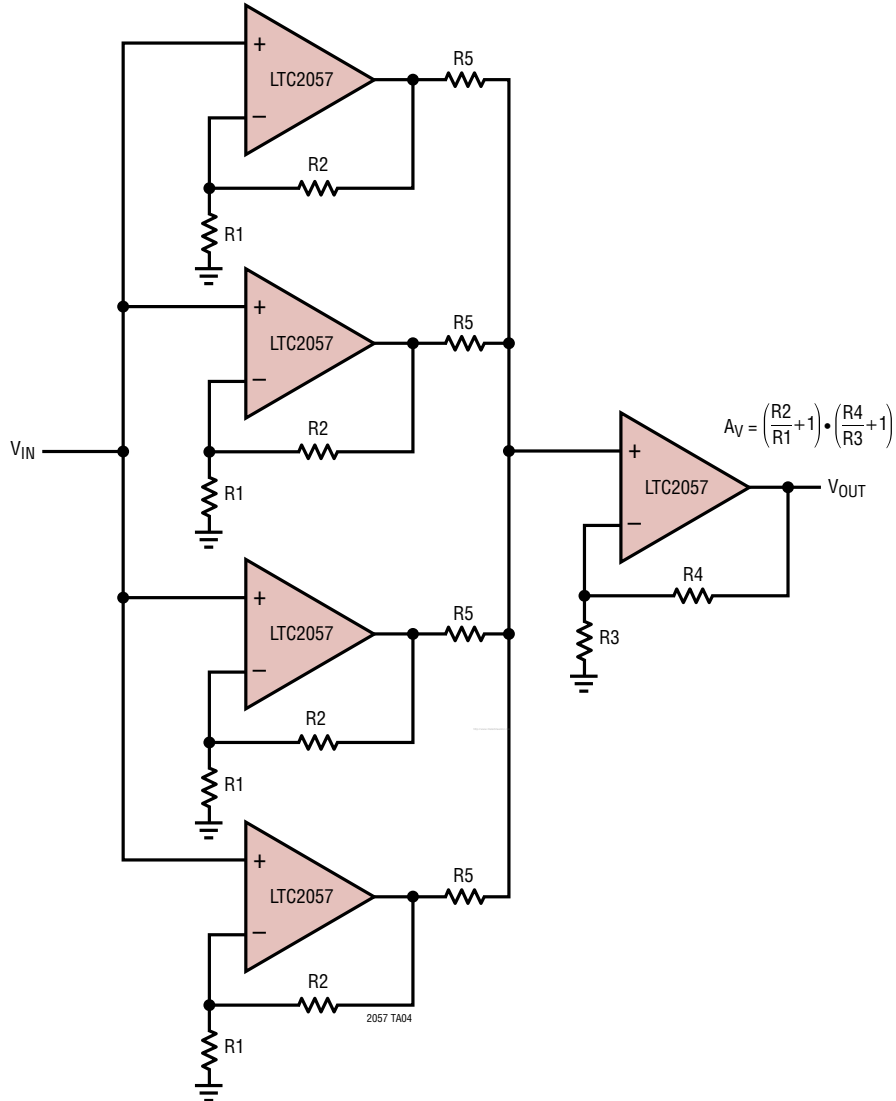 +
LTC2057
−
R5
R2
R1
+
LTC2057
−
R5
R2
R1
V_IN
+
LTC2057
−
R4
R3
A_V = (R2/R1+1)•(R4/R3+1)
V_OUT
+
LTC2057
−
R5
R2
R1
+
LTC2057
−
R5
R2
R1
2057 TA04